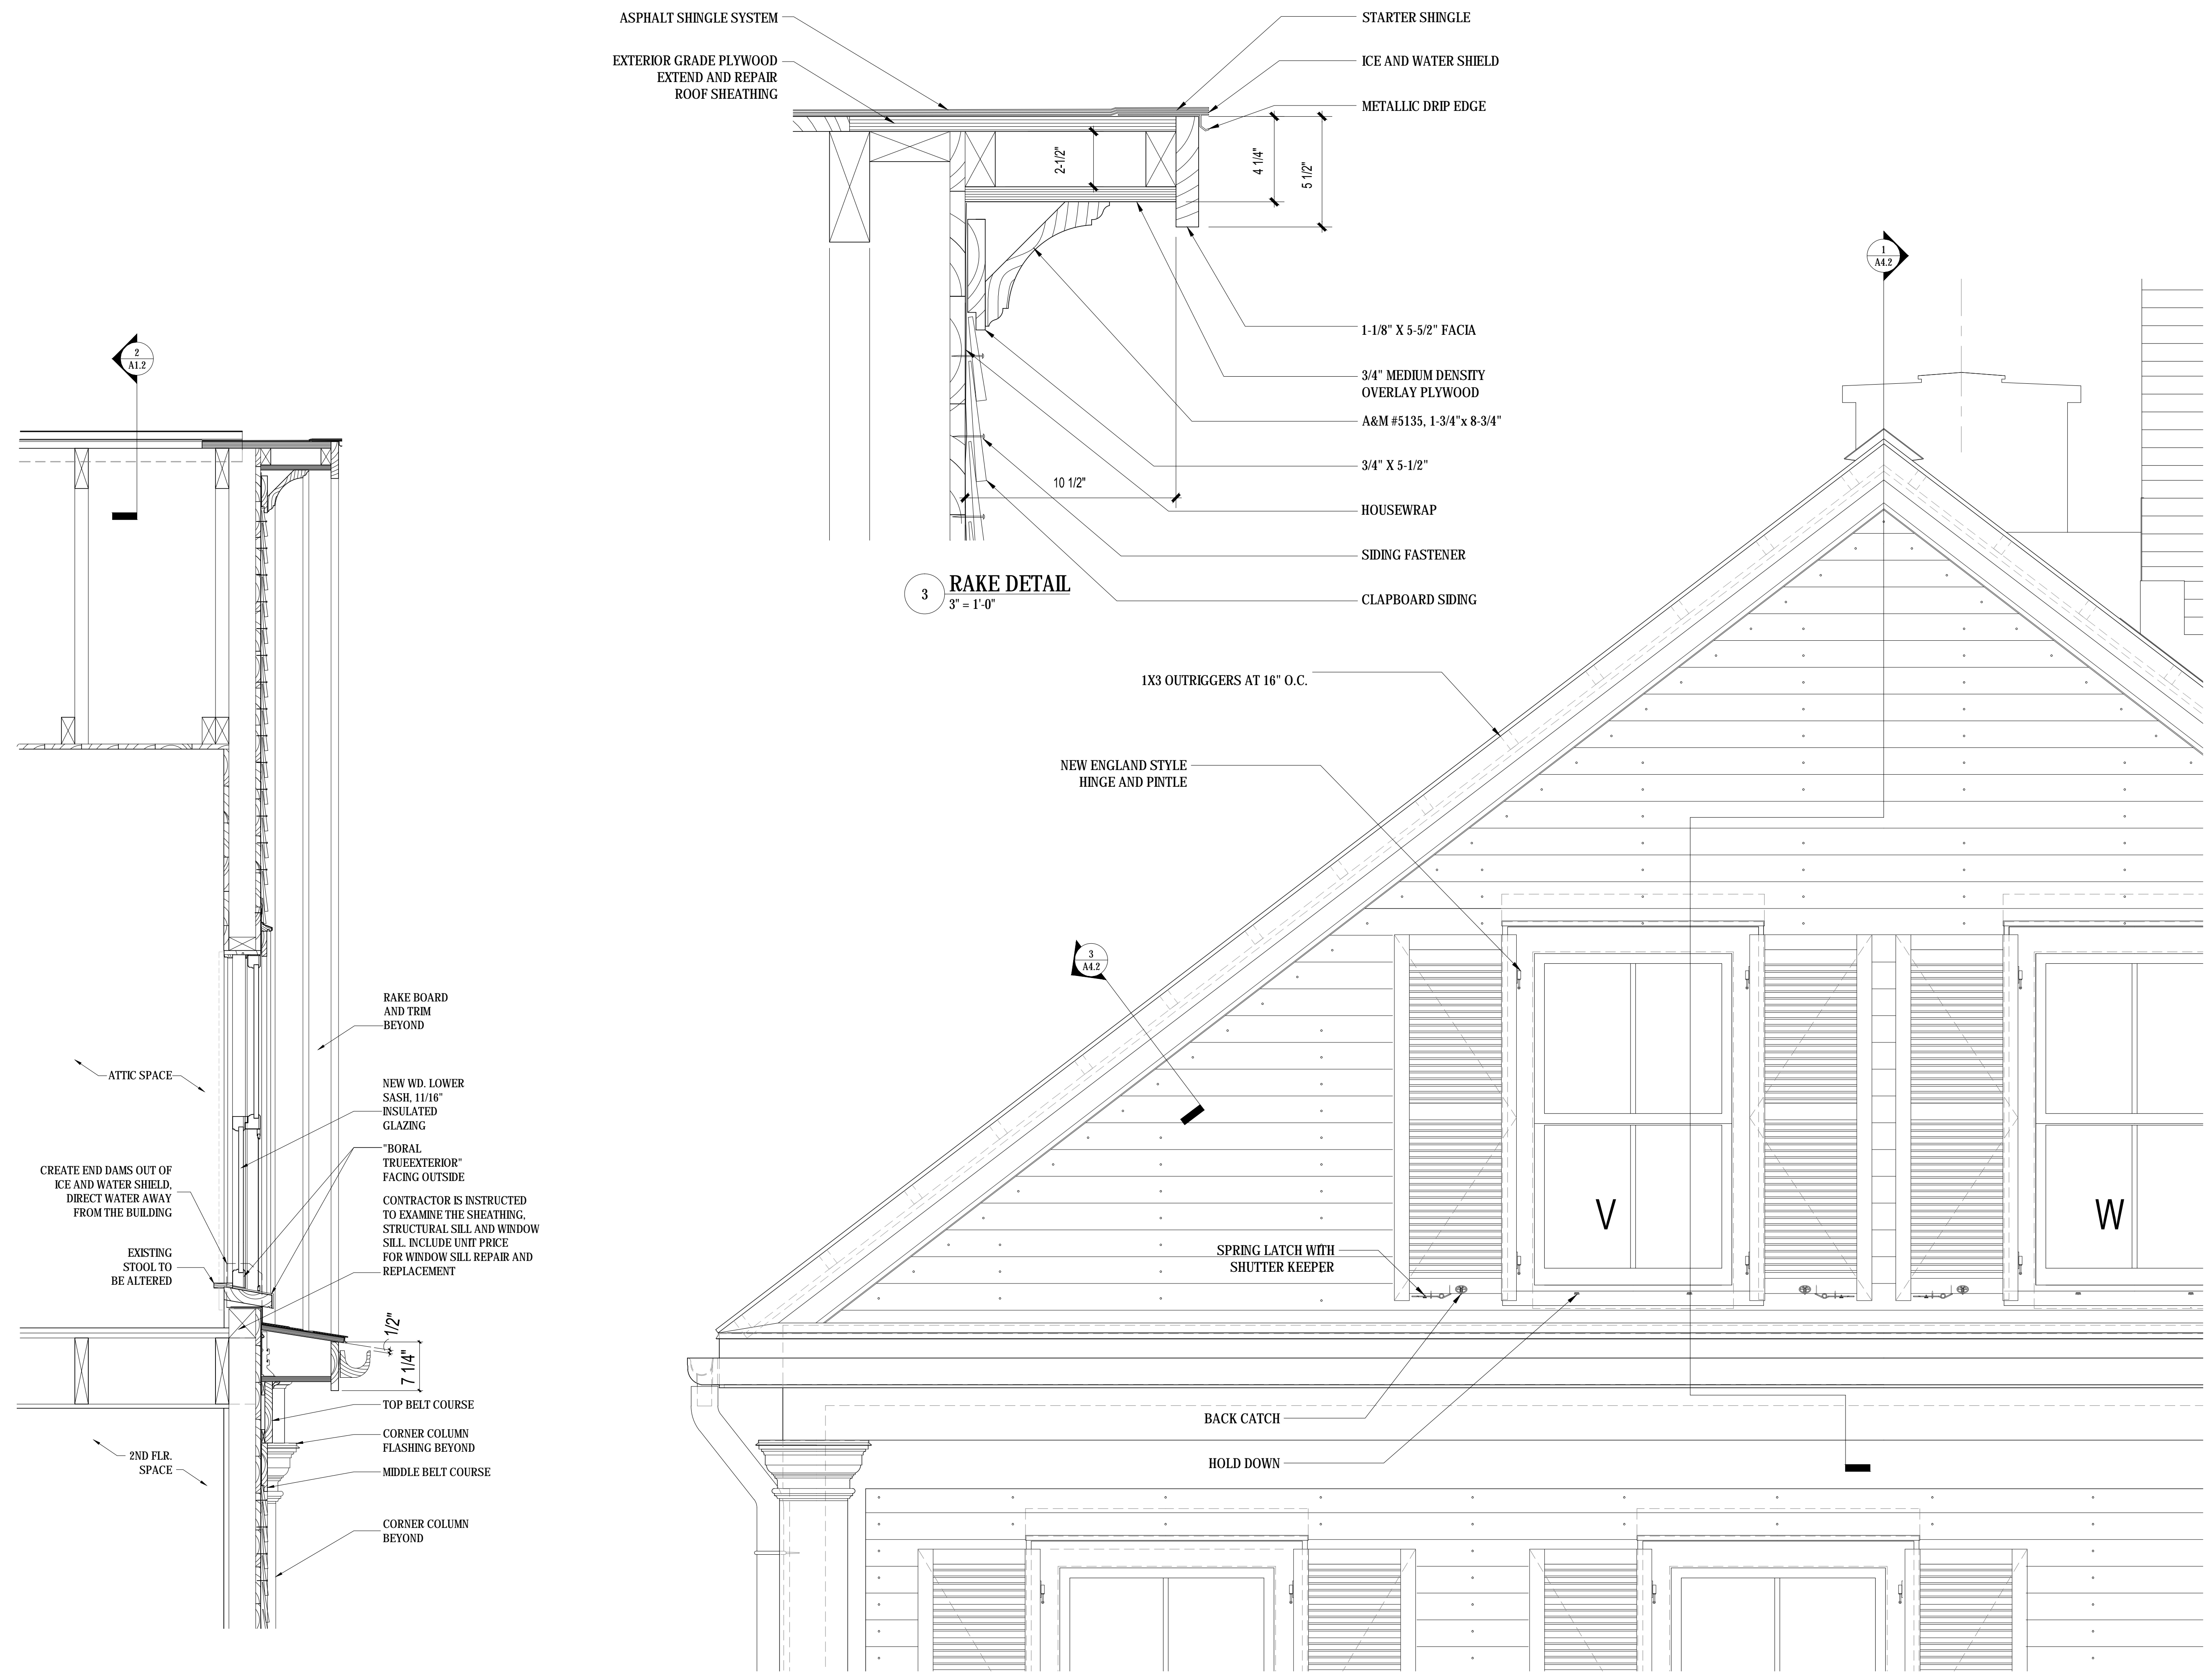 ASPHALT SHINGLE SYSTEM
EXTERIOR GRADE PLYWOOD
EXTEND AND REPAIR
ROOF SHEATHING
STARTER SHINGLE
ICE AND WATER SHIELD
METALLIC DRIP EDGE
2-1/2"
4 1/4"
5 1/2"
1-1/8" X 5-5/2" FACIA
3/4" MEDIUM DENSITY
OVERLAY PLYWOOD
A&M #5135, 1-3/4"x 8-3/4"
3/4" X 5-1/2"
10 1/2"
HOUSEWRAP
SIDING FASTENER
CLAPBOARD SIDING
3
RAKE DETAIL
3" = 1'-0"
2
A1.2
1
A4.2
1X3 OUTRIGGERS AT 16" O.C.
NEW ENGLAND STYLE
HINGE AND PINTLE
3
A4.2
RAKE BOARD
AND TRIM
BEYOND
ATTIC SPACE
NEW WD. LOWER
SASH, 11/16"
INSULATED
GLAZING
"BORAL
TRUEEXTERIOR"
FACING OUTSIDE
CREATE END DAMS OUT OF
ICE AND WATER SHIELD,
DIRECT WATER AWAY
FROM THE BUILDING
CONTRACTOR IS INSTRUCTED
TO EXAMINE THE SHEATHING,
STRUCTURAL SILL AND WINDOW
SILL. INCLUDE UNIT PRICE
FOR WINDOW SILL REPAIR AND
REPLACEMENT
EXISTING
STOOL TO
BE ALTERED
1/2"
7 1/4"
TOP BELT COURSE
CORNER COLUMN
FLASHING BEYOND
2ND FLR.
SPACE
MIDDLE BELT COURSE
CORNER COLUMN
BEYOND
V
W
SPRING LATCH WITH
SHUTTER KEEPER
BACK CATCH
HOLD DOWN